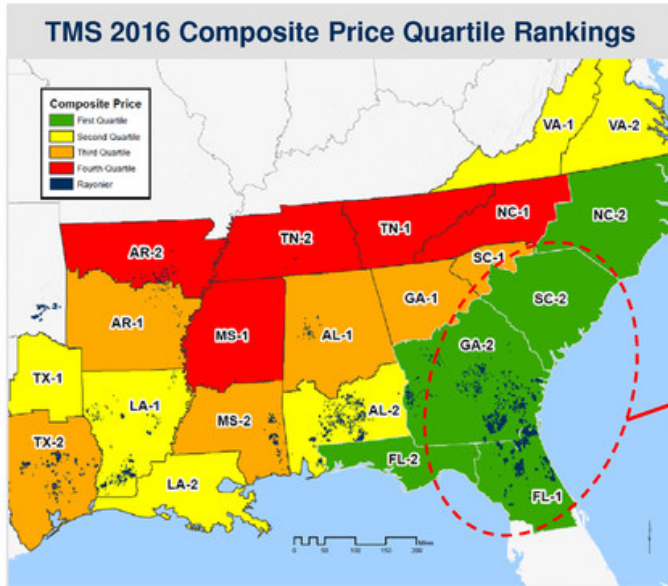 TMS 2016 Composite Price Quartile Rankings
Composite Price
First Quartile
Second Quartile
Third Quartile
Fourth Quartile
Rayonier
VA-1
VA-2
NC-1
NC-2
TN-1
TN-2
AR-2
SC-1
SC-2
GA-1
AR-1
MS-1
AL-1
GA-2
TX-1
LA-1
MS-2
AL-2
TX-2
FL-2
LA-2
FL-1
Miles
0
50
100
150
200